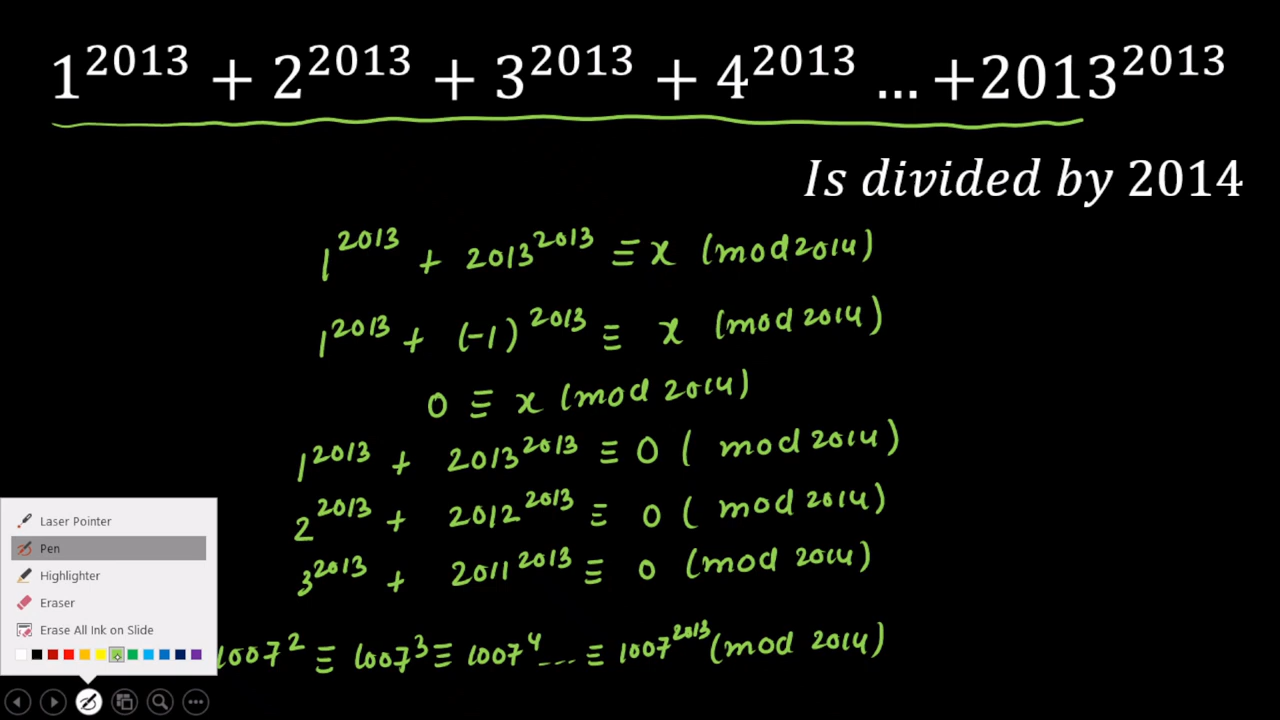 1^2013 + 2^2013 + 3^2013 + 4^2013 ... +2013^2013
Is divided by 2014
1^2013 + 2013^2013 ≡ x (mod 2014)
1^2013 + (-1)^2013 ≡ x (mod 2014)
0 ≡ x (mod 2014)
1^2013 + 2013^2013 ≡ 0 ( mod 2014)
2^2013 + 2012^2013 ≡ 0 ( mod 2014)
3^2013 + 2011^2013 ≡ 0 (mod 2014)
1007^2 ≡ 1007^3 ≡ 1007^4 .... ≡ 1007^2013 (mod 2014)
Laser Pointer
Pen
Highlighter
Eraser
Erase All Ink on Slide